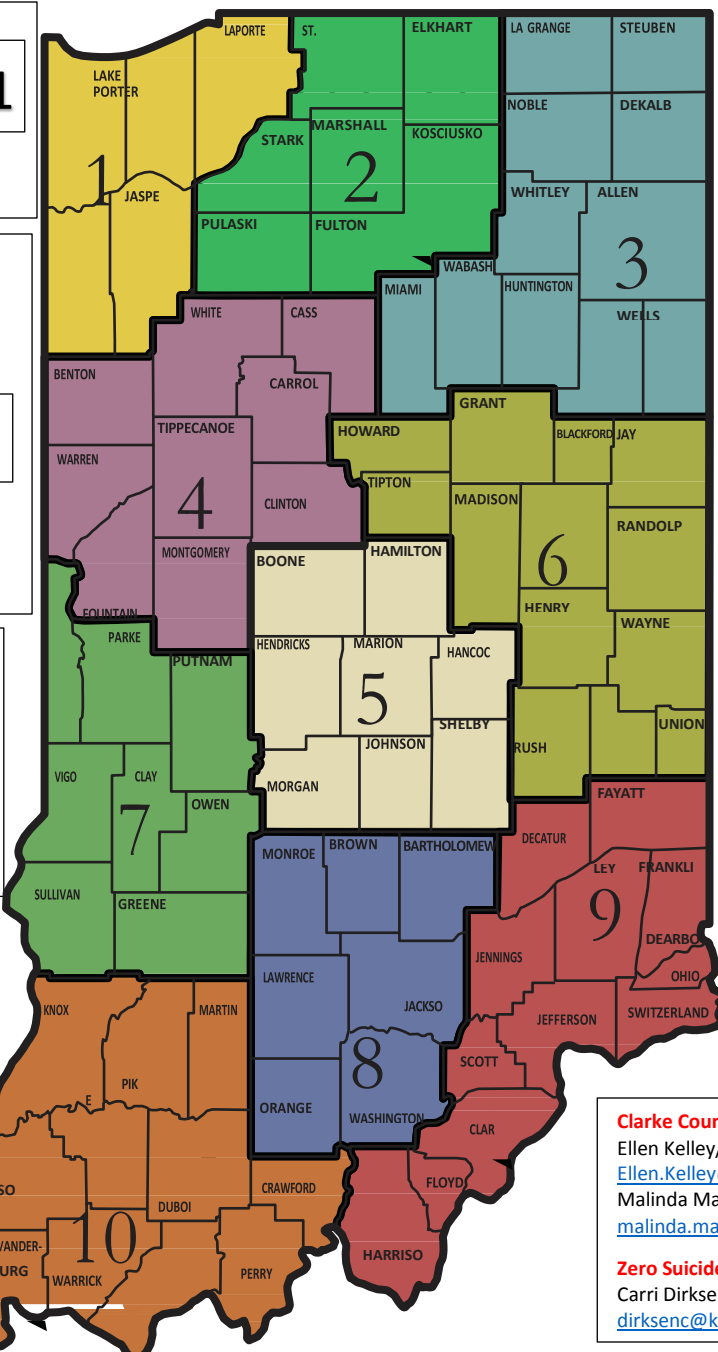 1
LAPORTE
ST.
ELKHART
LA GRANGE
STEUBEN
LAKE
PORTER
NOBLE
DEKALB
MARSHALL
STARK
KOSCIUSKO
1
2
JASPE
WHITLEY
ALLEN
PULASKI
FULTON
3
WABASH
MIAMI
HUNTINGTON
WELLS
WHITE
CASS
BENTON
CARROL
GRANT
TIPPECANOE
HOWARD
BLACKFORD
JAY
WARREN
TIPTON
4
CLINTON
MADISON
RANDOLP
MONTGOMERY
BOONE
HAMILTON
6
FOUNTAIN
HENRY
PARKE
WAYNE
HENDRICKS
MARION
HANCOC
PUTNAM
5
SHELBY
UNION
JOHNSON
RUSH
VIGO
CLAY
MORGAN
FAYATT
OWEN
7
DECATUR
MONROE
BROWN
BARTHOLOMEW
LEY
FRANKLI
SULLIVAN
GREENE
9
DEARBO
JENNINGS
LAWRENCE
OHIO
JACKSO
KNOX
MARTIN
JEFFERSON
SWITZERLAND
8
SCOTT
PIK
E
ORANGE
WASHINGTON
CLAR
SO
CRAWFORD
FLOYD
DUBOI
10
VANDER-
HARRISO
URG
WARRICK
PERRY
Clarke Cour
Ellen Kelley,
Ellen.Kelley
Malinda Ma
malinda.ma
Zero Suicide
Carri Dirkse
dirksenc@k